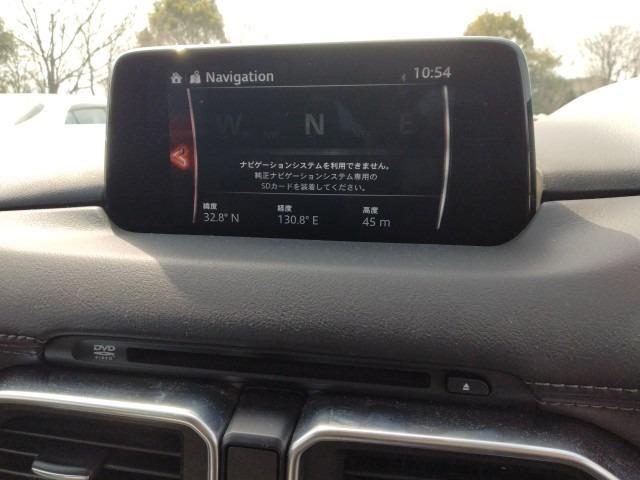 Navigation
10:54
W NW N NE E
ナビゲーションシステムを利用できません。
純正ナビゲーションシステム専用の
SDカードを装着してください。
緯度 経度 高度
32.8° N 130.8° E 45 m
DVD
VIDEO